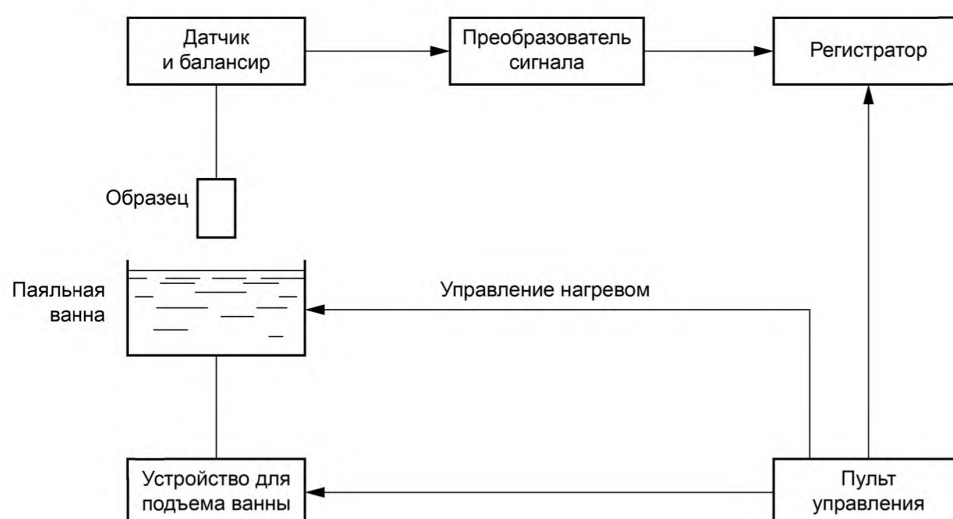 Датчик
и балансир
Преобразователь
сигнала
Регистратор
Образец
Паяльная
ванна
Управление нагревом
Устройство для
подъема ванны
Пульт
управления